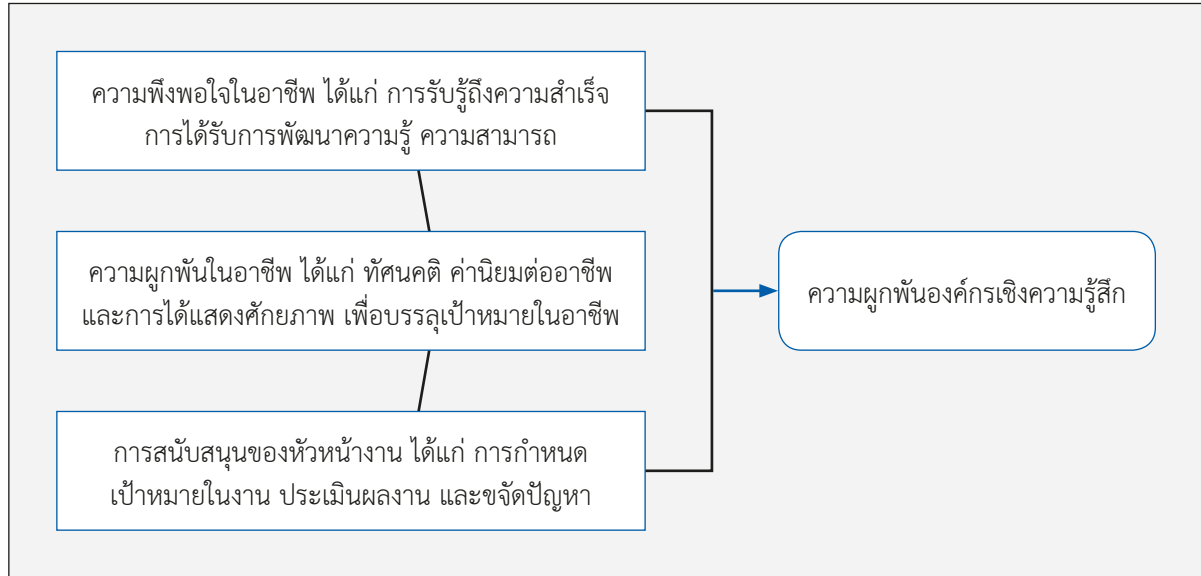 ความพึงพอใจในอาชีพ ได้แก่ การรับรู้ถึงความสำเร็จ
การได้รับการพัฒนาความรู้ ความสามารถ
ความผูกพันในอาชีพ ได้แก่ ทัศนคติ ค่านิยมต่ออาชีพ
และการได้แสดงศักยภาพ เพื่อบรรลุเป้าหมายในอาชีพ
การสนับสนุนของหัวหน้างาน ได้แก่ การกำหนด
เป้าหมายในงาน ประเมินผลงาน และขจัดปัญหา
ความผูกพันองค์กรเชิงความรู้สึก